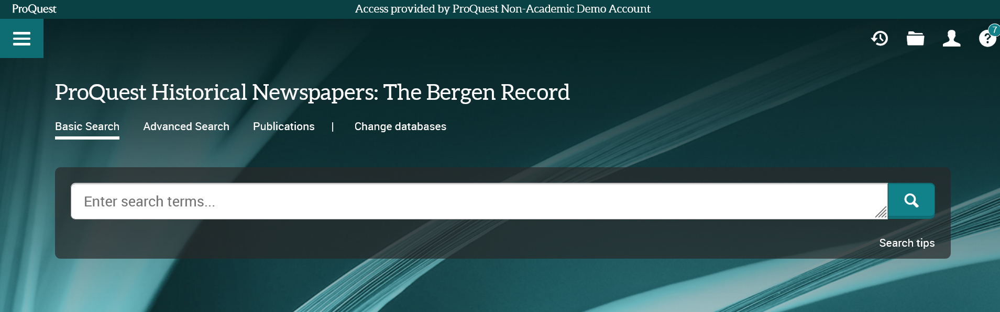 ProQuest
Access provided by ProQuest Non-Academic Demo Account
7
?
ProQuest Historical Newspapers: The Bergen Record
Basic Search Advanced Search Publications | Change databases
Enter search terms...
Search tips